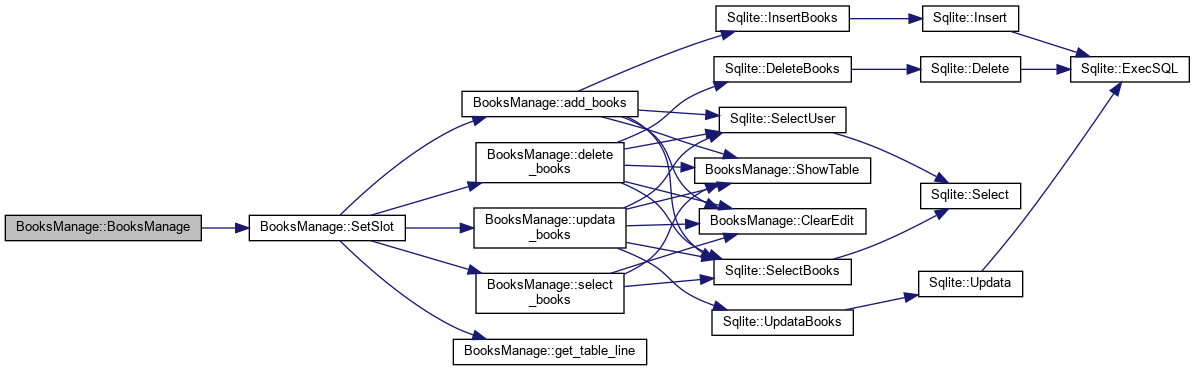 BooksManage::BooksManage
BooksManage::SetSlot
BooksManage::add_books
BooksManage::delete
_books
BooksManage::updata
_books
BooksManage::select
_books
BooksManage::get_table_line
Sqlite::InsertBooks
Sqlite::DeleteBooks
Sqlite::SelectUser
BooksManage::ShowTable
BooksManage::ClearEdit
Sqlite::SelectBooks
Sqlite::UpdataBooks
Sqlite::Insert
Sqlite::Delete
Sqlite::Select
Sqlite::Updata
Sqlite::ExecSQL